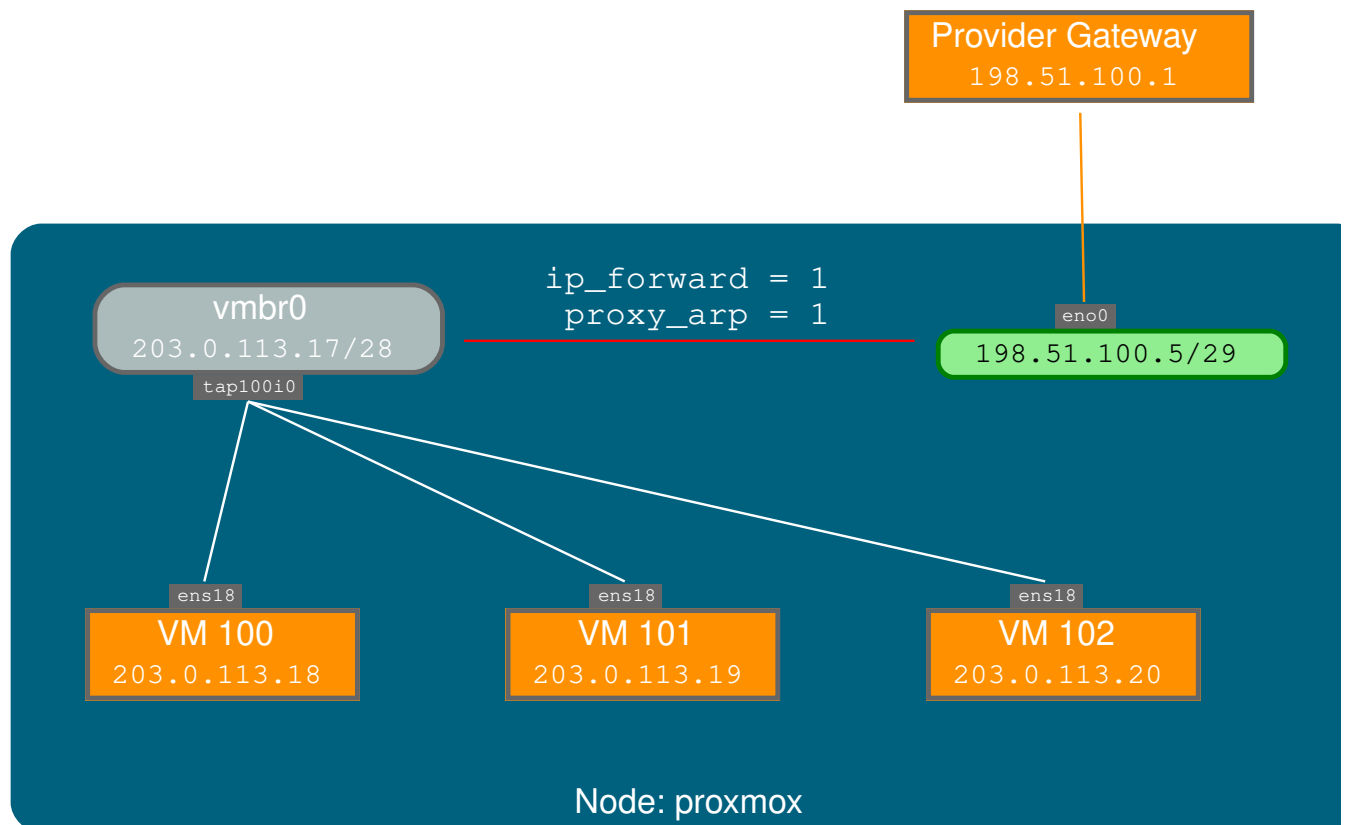 Provider Gateway
198.51.100.1
ip_forward = 1
proxy_arp = 1
vmbr0
203.0.113.17/28
tap100i0
eno0
198.51.100.5/29
ens18
VM 100
203.0.113.18
ens18
VM 101
203.0.113.19
ens18
VM 102
203.0.113.20
Node: proxmox